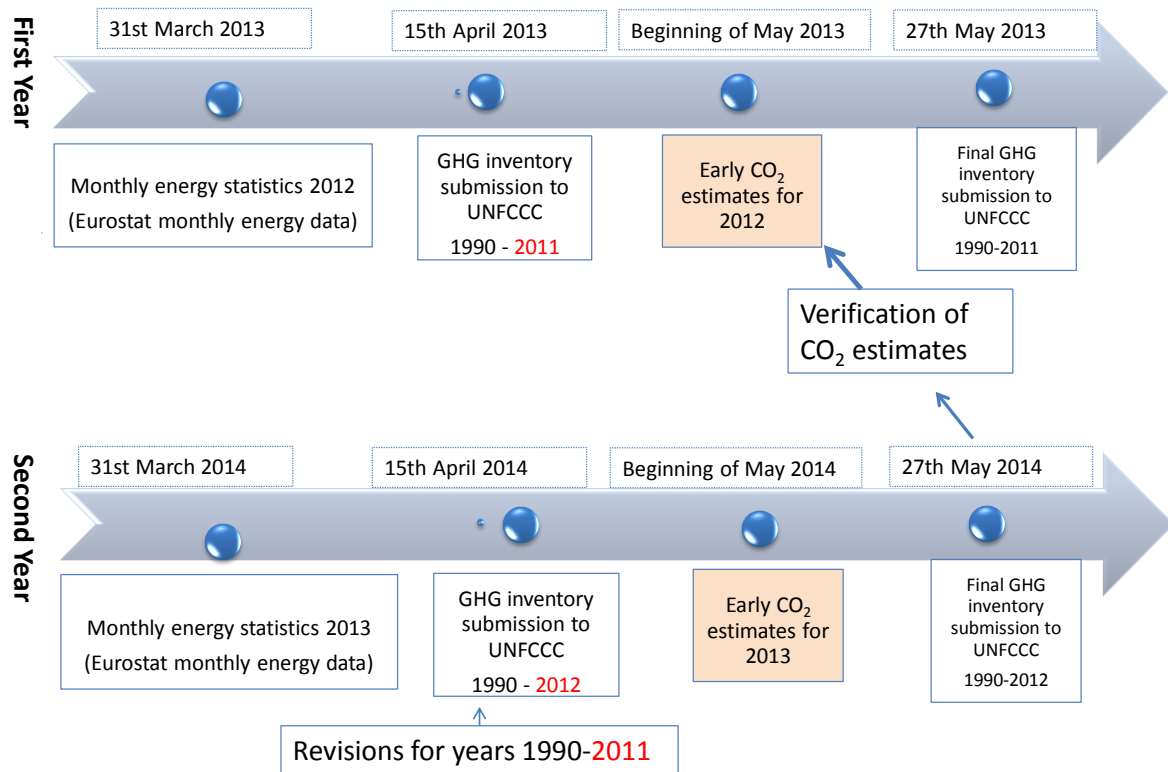 First Year
31st March 2013
15th April 2013
Beginning of May 2013
27th May 2013
Monthly energy statistics 2012
(Eurostat monthly energy data)
GHG inventory
submission to
UNFCCC
1990 - 2011
Early CO₂
estimates for
2012
Final GHG
inventory
submission to
UNFCCC
1990-2011
Verification of
CO₂ estimates
Second Year
31st March 2014
15th April 2014
Beginning of May 2014
27th May 2014
Monthly energy statistics 2013
(Eurostat monthly energy data)
GHG inventory
submission to
UNFCCC
1990 - 2012
Early CO₂
estimates for
2013
Final GHG
inventory
submission to
UNFCCC
1990-2012
Revisions for years 1990-2011